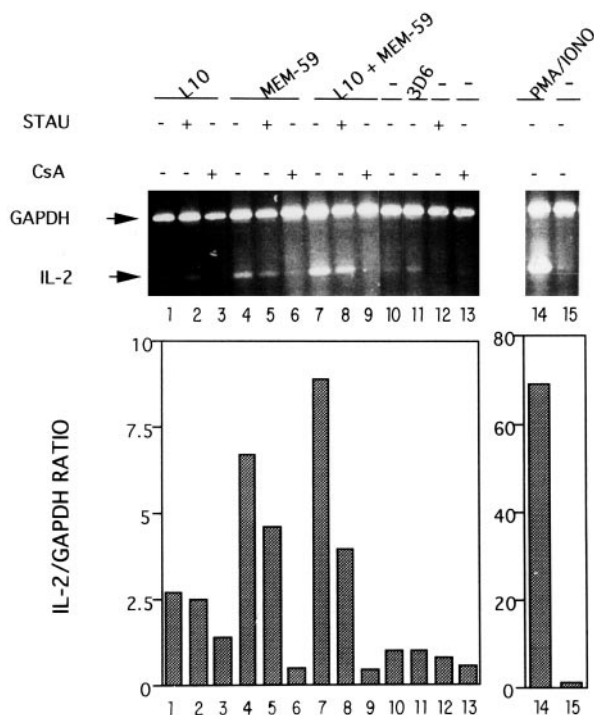 L10 MEM-59 L10 + MEM-59 - 3D6 - - PMA/IONO -
STAU - + - - + - - + - - - + - - -
CsA - - + - - + - - + - - - + - -
GAPDH
IL-2
1 2 3 4 5 6 7 8 9 10 11 12 13 14 15
IL-2/GAPDH RATIO
10 80
7.5 60
5 40
2.5 20
0 0
1 2 3 4 5 6 7 8 9 10 11 12 13 14 15